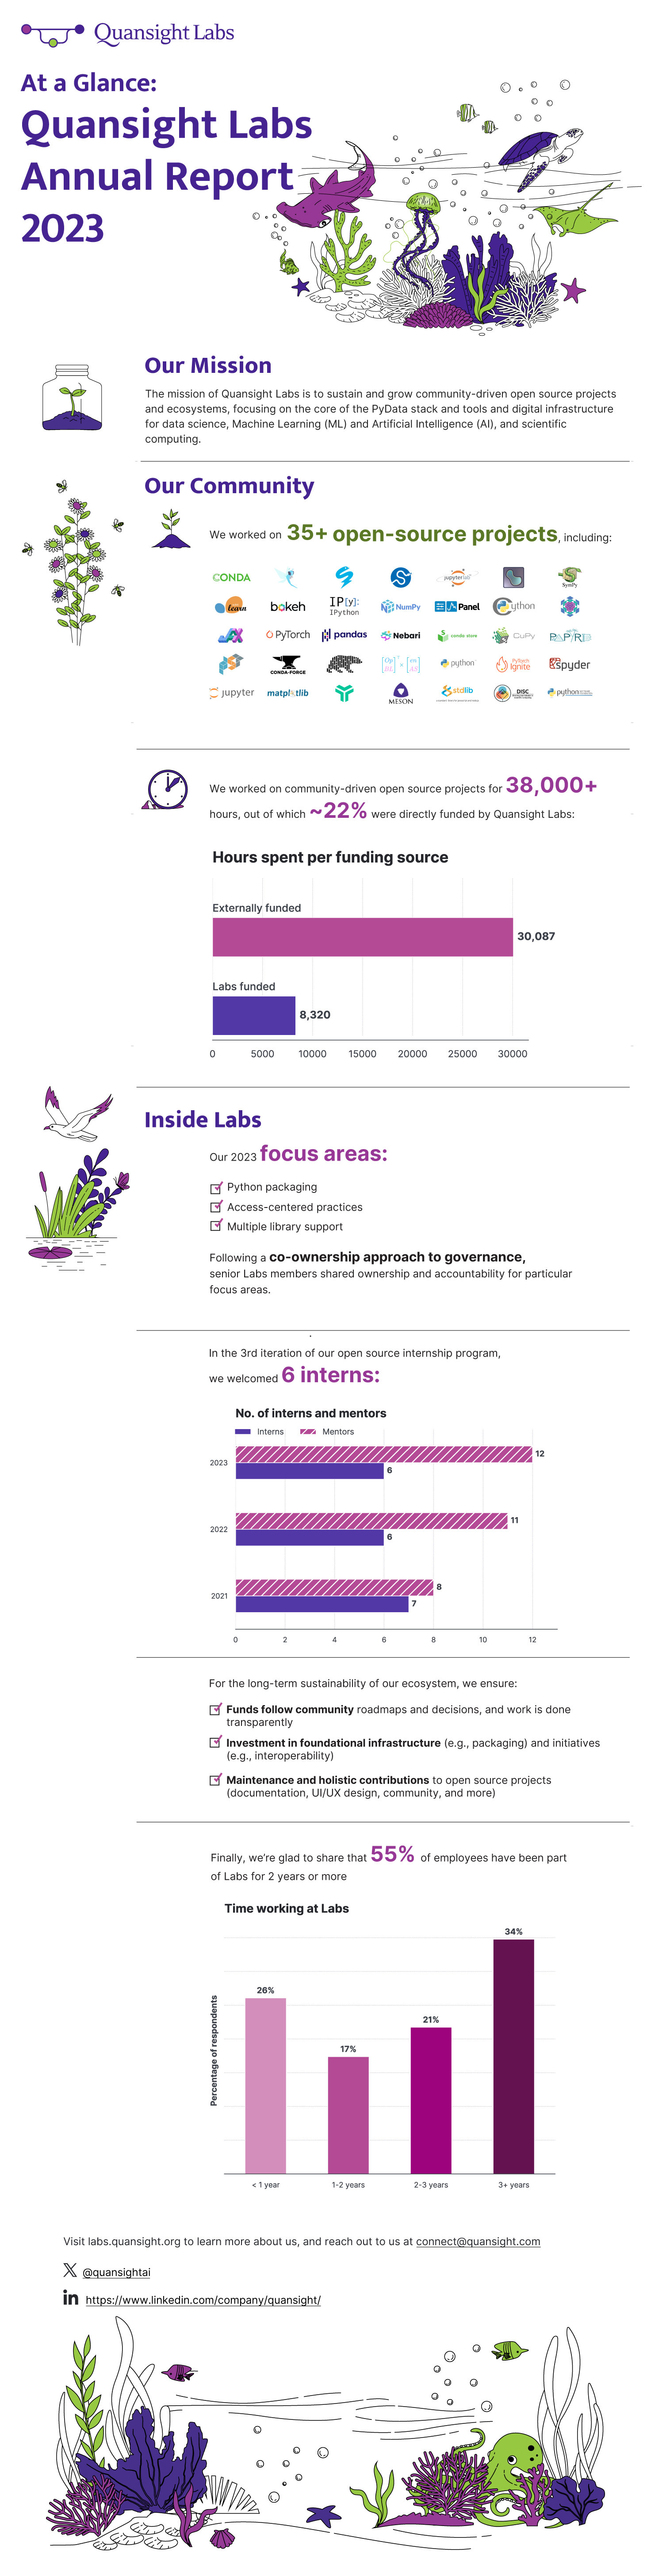 Quansight Labs
At a Glance:
Quansight Labs
Annual Report
2023
Our Mission
The mission of Quansight Labs is to sustain and grow community-driven open source projects
and ecosystems, focusing on the core of the PyData stack and tools and digital infrastructure
for data science, Machine Learning (ML) and Artificial Intelligence (AI), and scientific
computing.
Our Community
We worked on 35+ open-source projects, including:
CONDA
jupyterlab
SymPy
learn
bokeh
IP[y]:
IPython
NumPy
Panel
ython
PyTorch
pandas
Nebari
conda store
CuPy
CONDA-FORGE
python
PyTorch
Ignite
Spyder
jupyter
matplotlib
MESON
stdlib
DISC
python
We worked on community-driven open source projects for 38,000+
hours, out of which ~22% were directly funded by Quansight Labs:
Hours spent per funding source
Externally funded
30,087
Labs funded
8,320
0 5000 10000 15000 20000 25000 30000
Inside Labs
Our 2023 focus areas:
Python packaging
Access-centered practices
Multiple library support
Following a co-ownership approach to governance,
senior Labs members shared ownership and accountability for particular
focus areas.
In the 3rd iteration of our open source internship program,
we welcomed 6 interns:
No. of interns and mentors
Interns Mentors
12
2023
6
11
2022
6
8
2021
7
0 2 4 6 8 10 12
For the long-term sustainability of our ecosystem, we ensure:
Funds follow community roadmaps and decisions, and work is done
transparently
Investment in foundational infrastructure (e.g., packaging) and initiatives
(e.g., interoperability)
Maintenance and holistic contributions to open source projects
(documentation, UI/UX design, community, and more)
Finally, we're glad to share that 55% of employees have been part
of Labs for 2 years or more
Time working at Labs
Percentage of respondents
34%
26%
21%
17%
< 1 year 1-2 years 2-3 years 3+ years
Visit labs.quansight.org to learn more about us, and reach out to us at connect@quansight.com
@quansightai
https://www.linkedin.com/company/quansight/